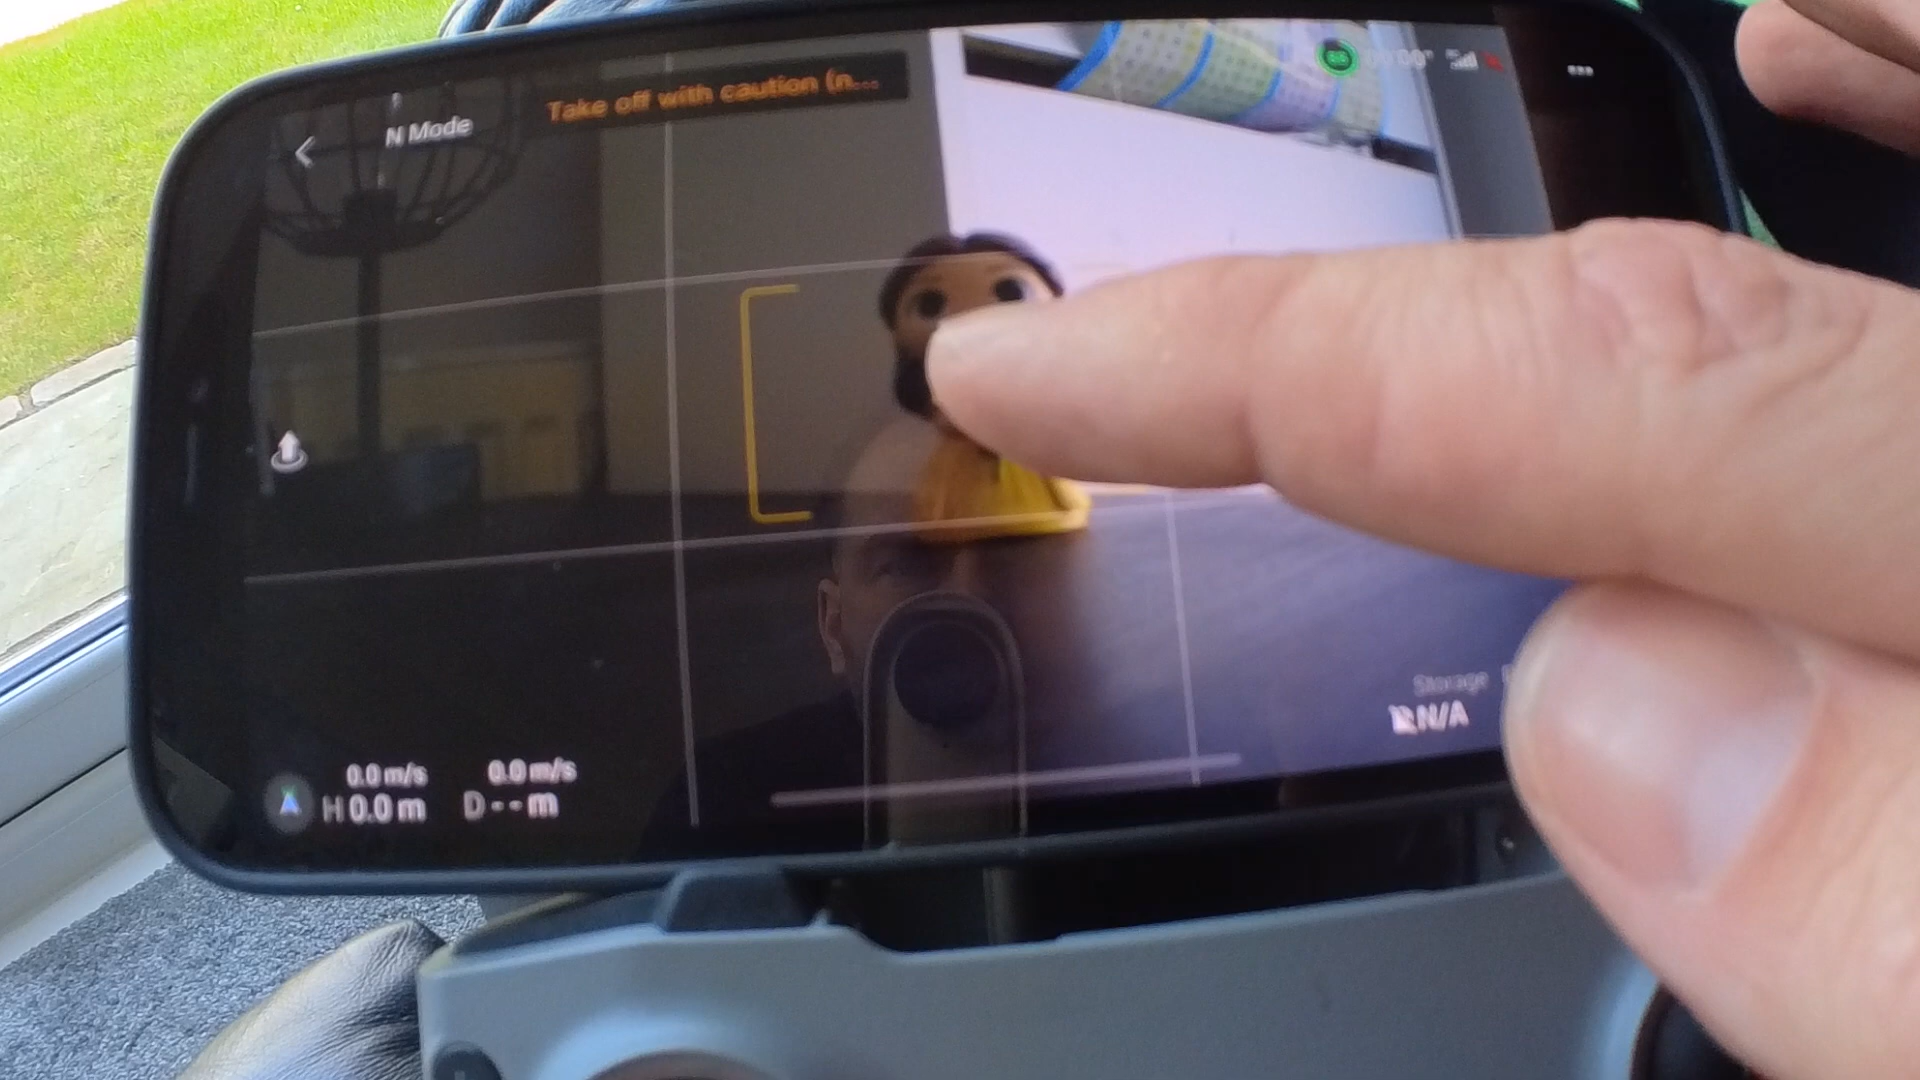 N Mode
Take off with caution (n...
Storage
N/A
0.0 m/s 0.0 m/s
H 0.0 m D -- m